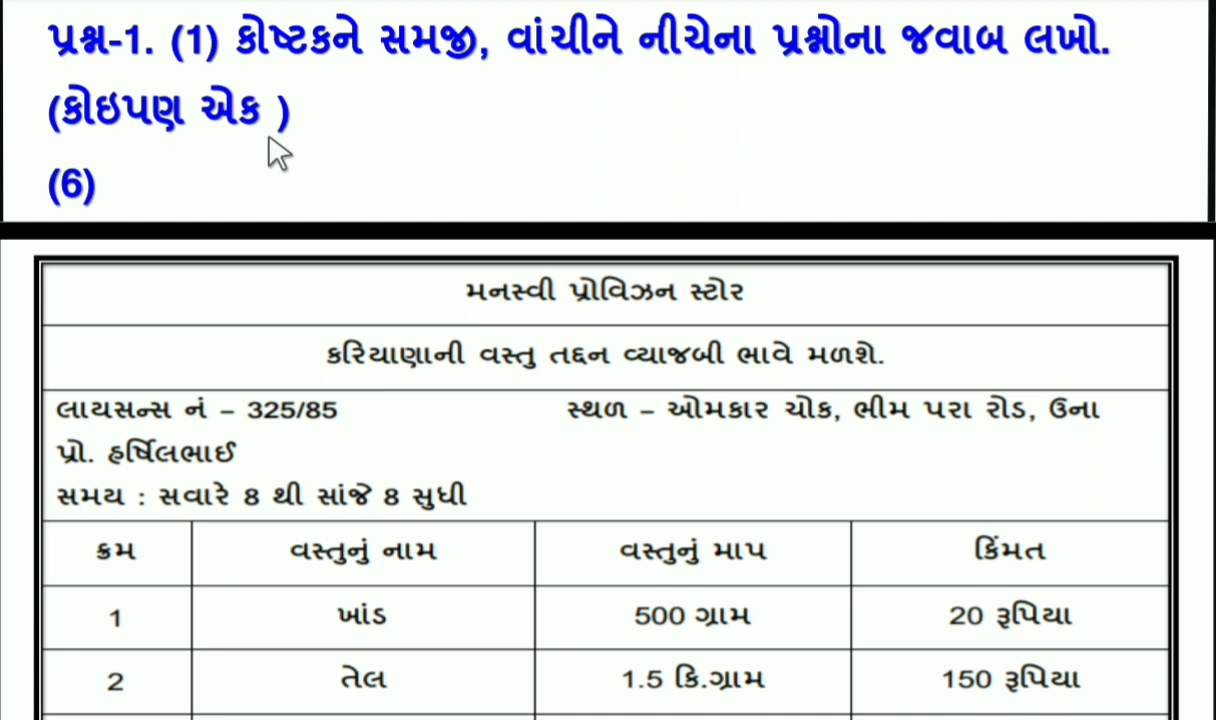 પ્રશ્ન-1. (1) કોષ્ટકને સમજી, વાંચીને નીચેના પ્રશ્નોના જવાબ લખો.
(કોઇપણ એક )
(6)
મનસ્વી પ્રોવિઝન સ્ટોર
કરિયાણાની વસ્તુ તદ્દન વ્યાજબી ભાવે મળશે.
લાયસન્સ નં – 325/85 સ્થળ – ઓમકાર ચોક, ભીમ પરા રોડ, ઉના
પ્રો. હર્ષિલભાઈ
સમય : સવારે 8 થી સાંજે 8 સુધી
ક્રમ વસ્તુનું નામ વસ્તુનું માપ કિંમત
1 ખાંડ 500 ગ્રામ 20 રૂપિયા
2 તેલ 1.5 કિ.ગ્રામ 150 રૂપિયા